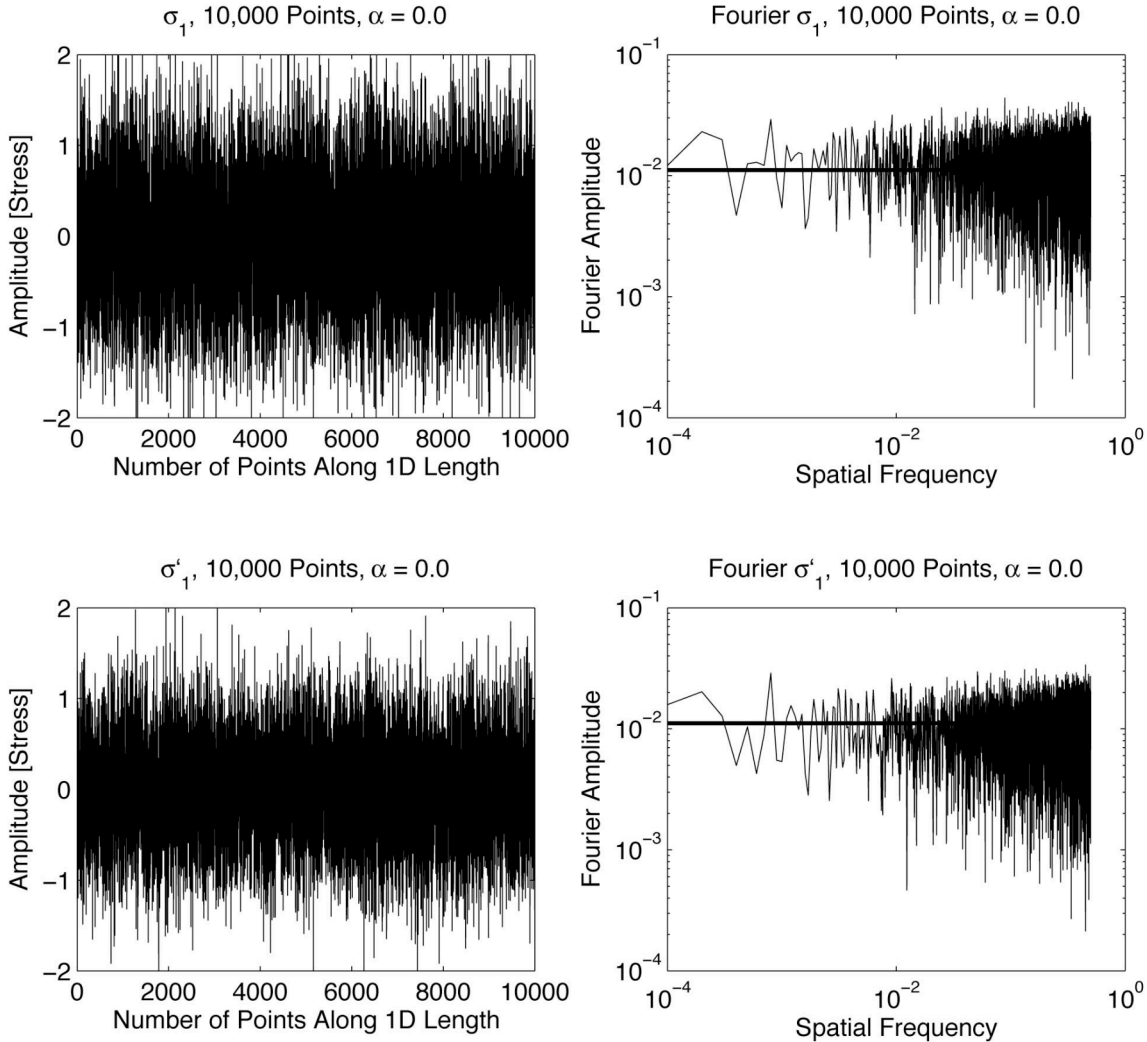 σ₁, 10,000 Points, α = 0.0
Amplitude [Stress]
2
1
0
−1
−2
0 2000 4000 6000 8000 10000
Number of Points Along 1D Length
Fourier σ₁, 10,000 Points, α = 0.0
Fourier Amplitude
10⁻¹
10⁻²
10⁻³
10⁻⁴
10⁻⁴ 10⁻² 10⁰
Spatial Frequency
σ‘₁, 10,000 Points, α = 0.0
Amplitude [Stress]
2
1
0
−1
−2
0 2000 4000 6000 8000 10000
Number of Points Along 1D Length
Fourier σ‘₁, 10,000 Points, α = 0.0
Fourier Amplitude
10⁻¹
10⁻²
10⁻³
10⁻⁴
10⁻⁴ 10⁻² 10⁰
Spatial Frequency